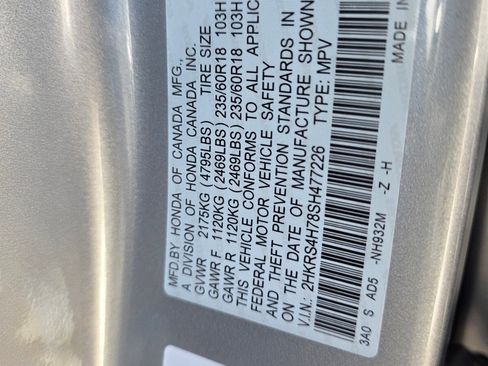 MFD.BY HONDA OF CANADA MFG.,
A DIVISION OF HONDA CANADA INC.
GVWR 2175KG (4795LBS) TIRE SIZE
GAWR F 1120KG (2469LBS) 235/60R18 103H
GAWR R 1120KG (2469LBS) 235/60R18 103H
THIS VEHICLE CONFORMS TO ALL APPLIC
FEDERAL MOTOR VEHICLE SAFETY
AND THEFT PREVENTION STANDARDS IN
ON THE DATE OF MANUFACTURE SHOWN
V.I.N.: 2HKRS4H78SH477226 TYPE: MPV
3A0 S AD5 -NH932M -Z -H
MADE IN